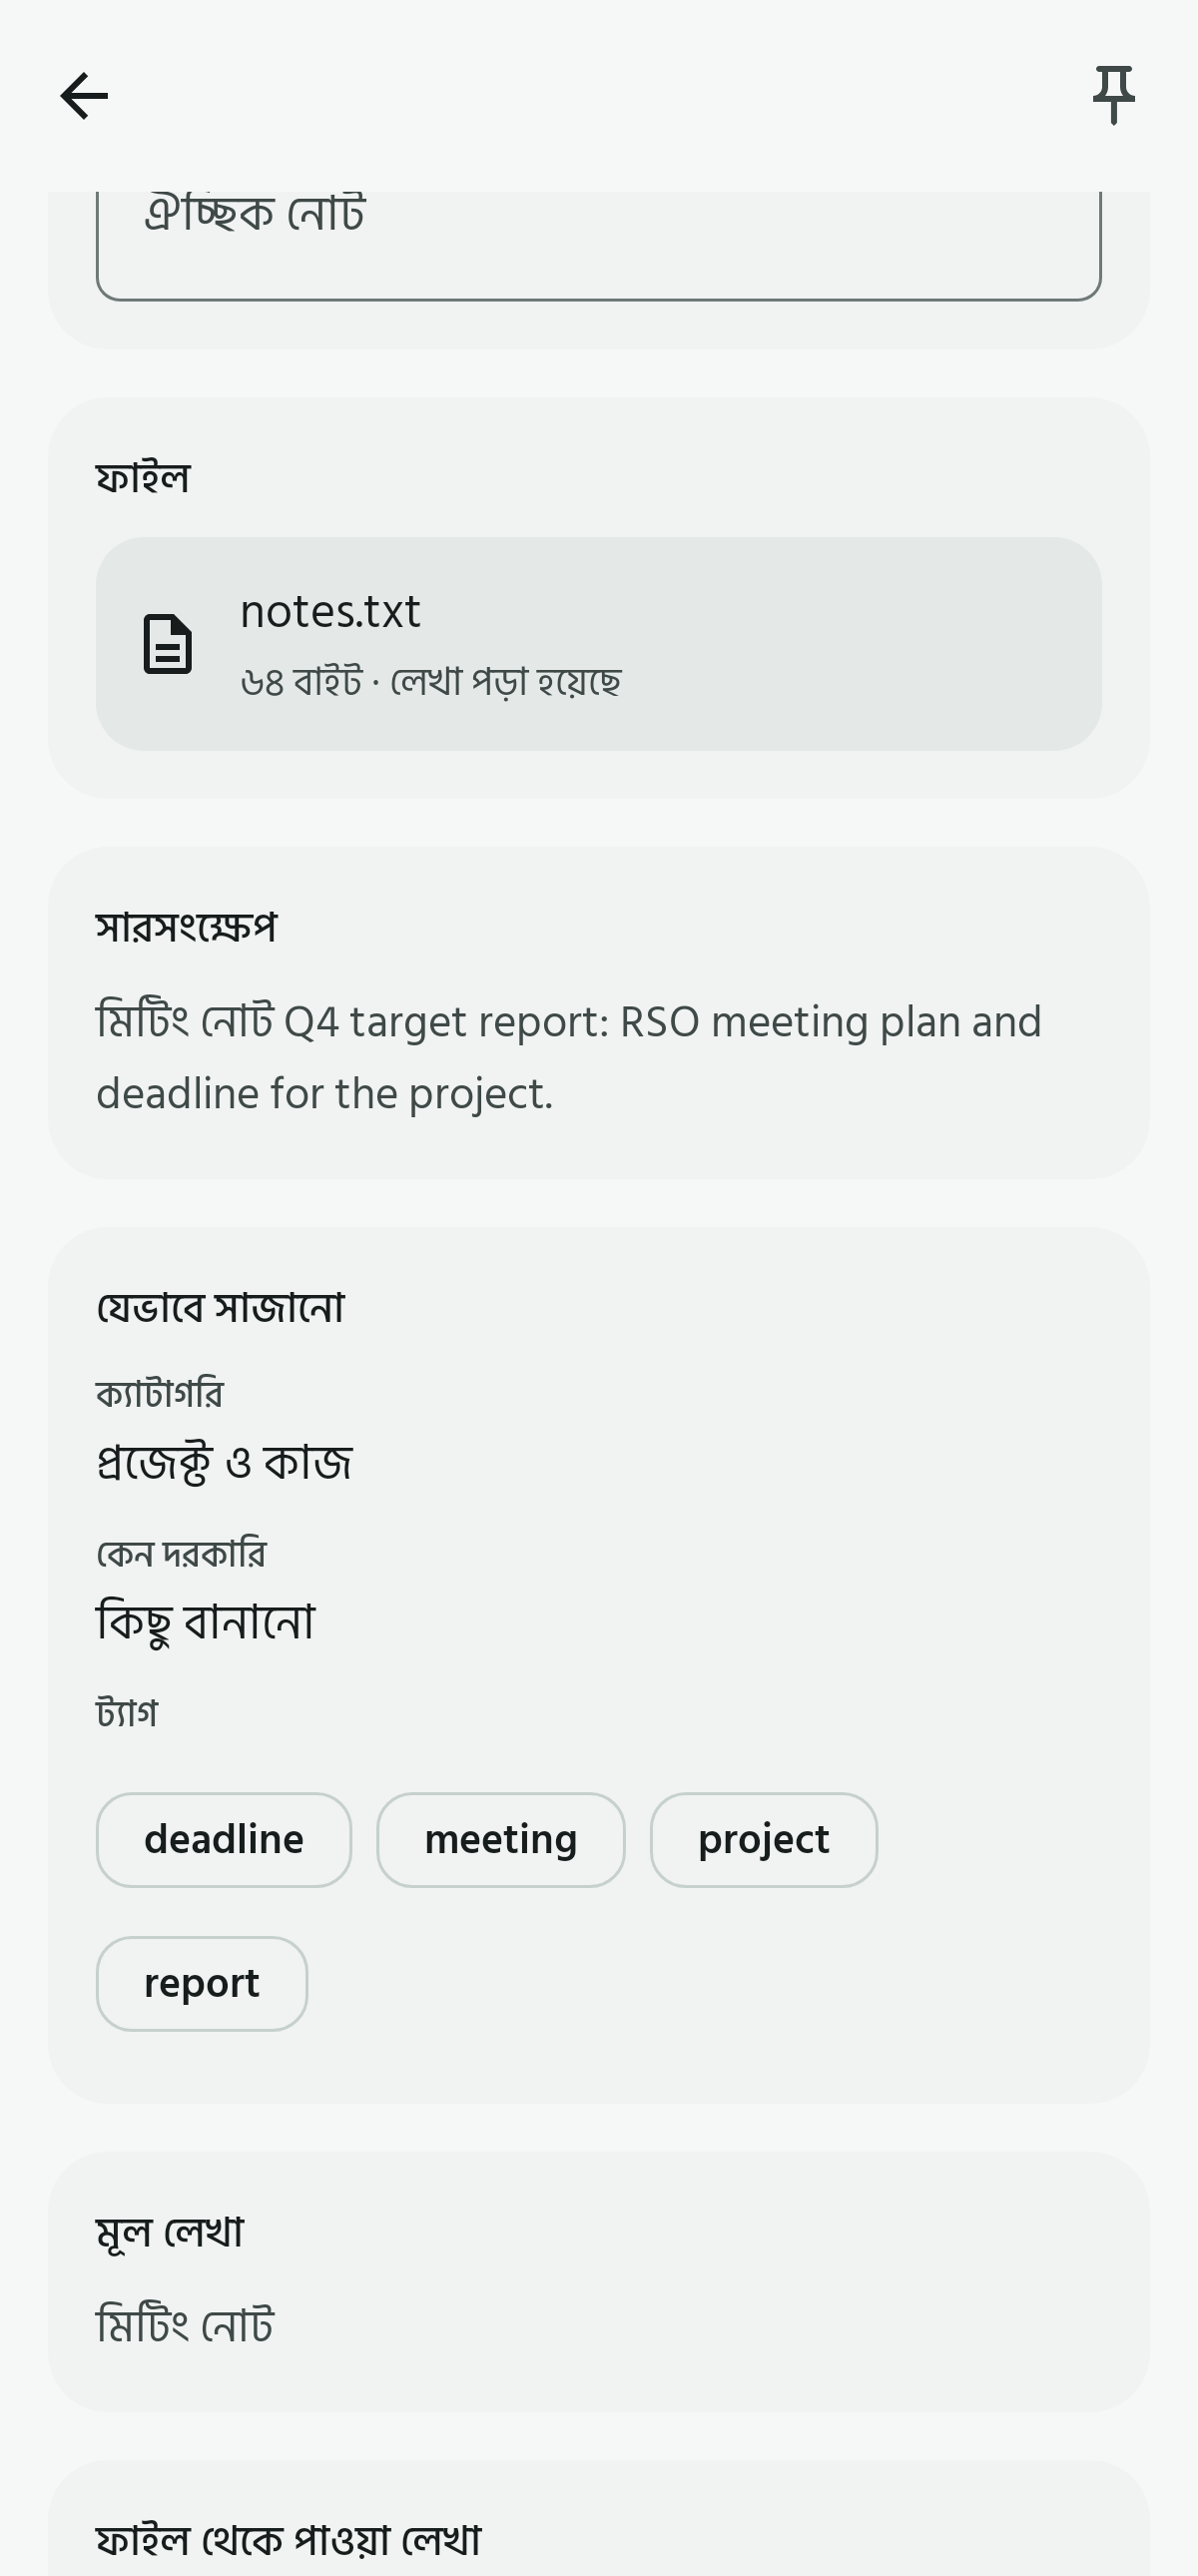 ঐচ্ছিক নোট
ফাইল
notes.txt
৬৪ বাইট · লেখা পড়া হয়েছে
সারসংক্ষেপ
মিটিং নোট Q4 target report: RSO meeting plan and
deadline for the project.
যেভাবে সাজানো
ক্যাটাগরি
প্রজেক্ট ও কাজ
কেন দরকারি
কিছু বানানো
ট্যাগ
deadline meeting project
report
মূল লেখা
মিটিং নোট
ফাইল থেকে পাওয়া লেখা